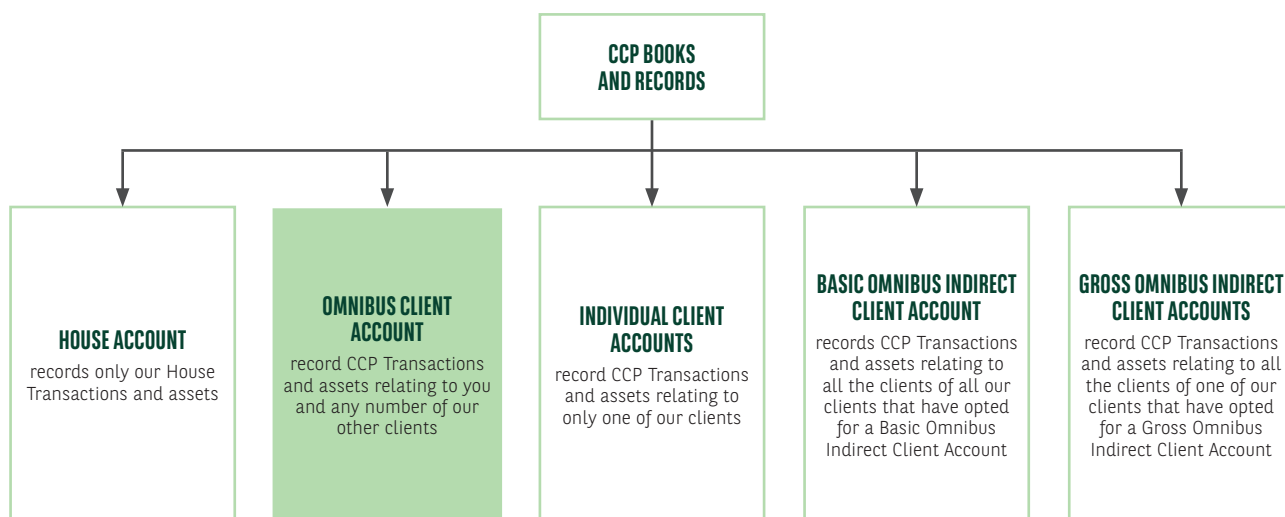 CCP BOOKS
AND RECORDS
HOUSE ACCOUNT
records only our House
Transactions and assets
OMNIBUS CLIENT
ACCOUNT
record CCP Transactions
and assets relating to you
and any number of our
other clients
INDIVIDUAL CLIENT
ACCOUNTS
record CCP Transactions
and assets relating to
only one of our clients
BASIC OMNIBUS INDIRECT
CLIENT ACCOUNT
records CCP Transactions
and assets relating to
all the clients of all our
clients that have opted
for a Basic Omnibus
Indirect Client Account
GROSS OMNIBUS INDIRECT
CLIENT ACCOUNTS
record CCP Transactions
and assets relating to all
the clients of one of our
clients that have opted
for a Gross Omnibus
Indirect Client Account